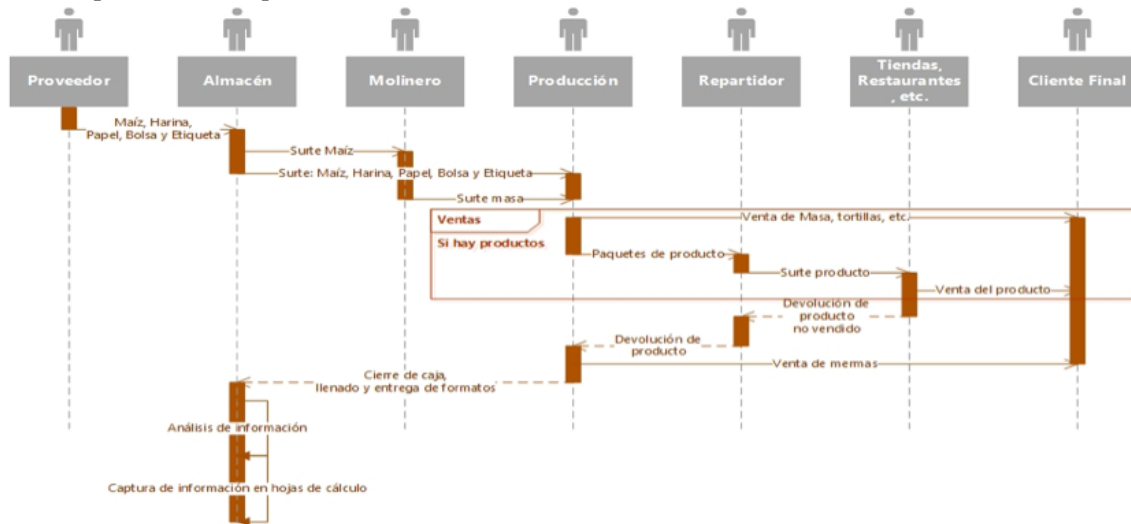 Proveedor
Almacén
Molinero
Producción
Repartidor
Tiendas,
Restaurantes
, etc.
Cliente Final
Maíz, Harina,
Papel, Bolsa y Etiqueta
Surte Maíz
Surte: Maíz, Harina, Papel, Bolsa y Etiqueta
Surte masa
Ventas
Venta de Masa, tortillas, etc.
Si hay productos
Paquetes de producto
Surte producto
Venta del producto
Devolución de
producto
no vendido
Devolución de
producto
Venta de mermas
Cierre de caja,
llenado y entrega de formatos
Análisis de información
Captura de información en hojas de cálculo